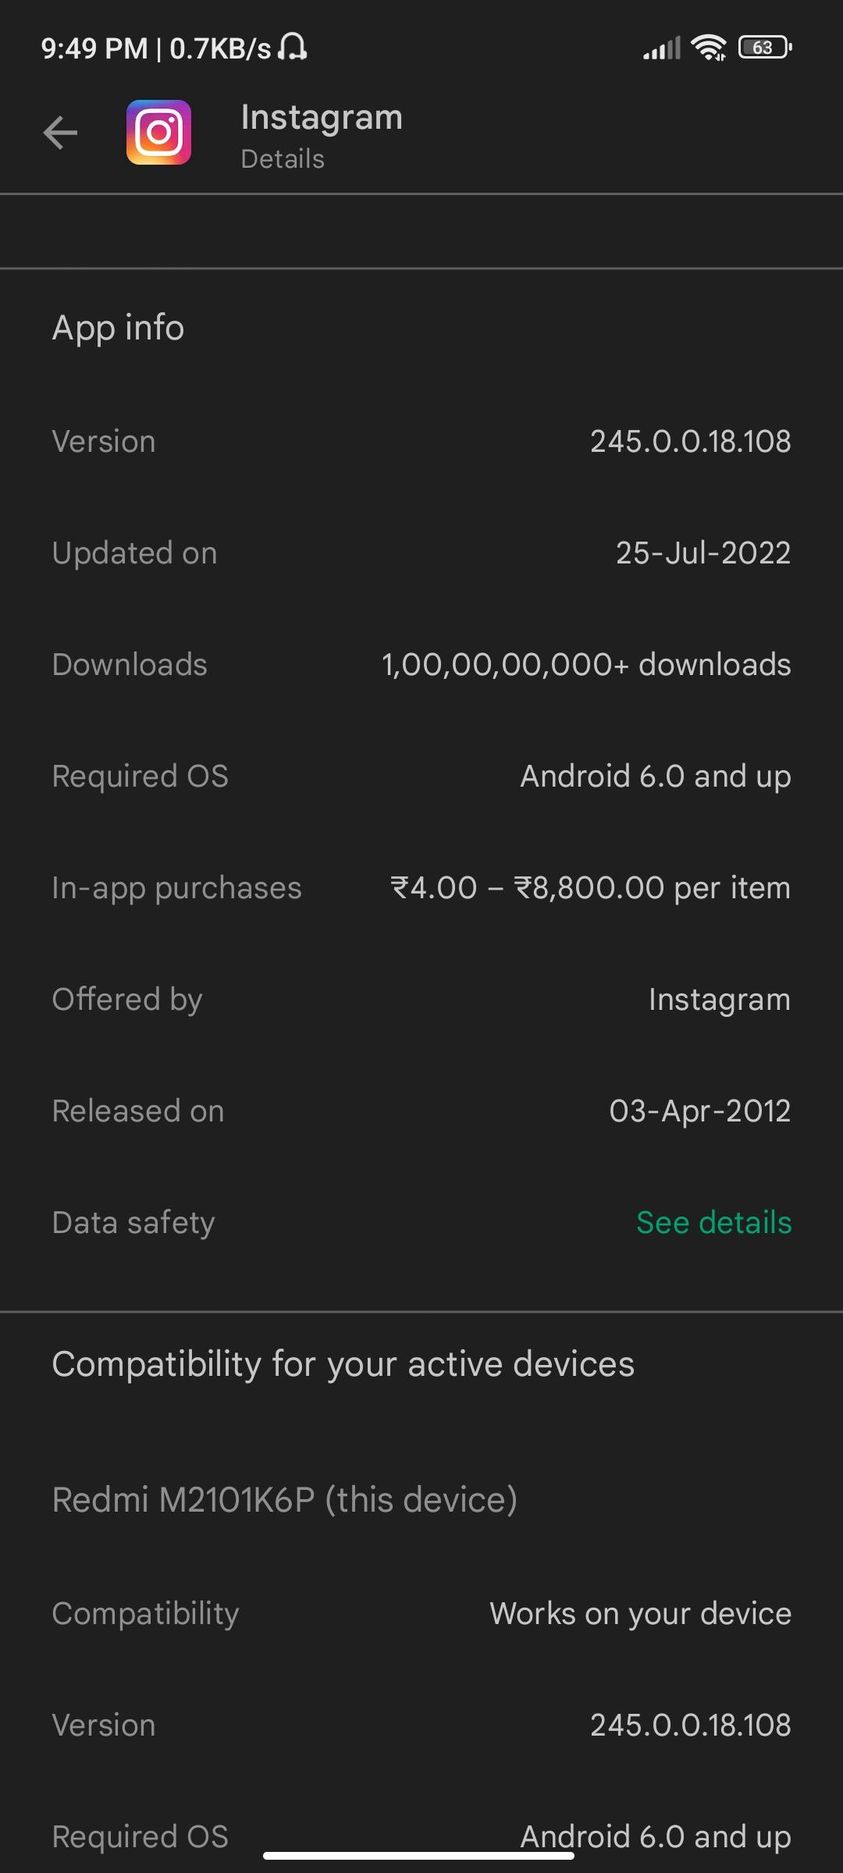 9:49 PM | 0.7KB/s
63
Instagram
Details
App info
Version 245.0.0.18.108
Updated on 25-Jul-2022
Downloads 1,00,00,00,000+ downloads
Required OS Android 6.0 and up
In-app purchases ₹4.00 – ₹8,800.00 per item
Offered by Instagram
Released on 03-Apr-2012
Data safety See details
Compatibility for your active devices
Redmi M2101K6P (this device)
Compatibility Works on your device
Version 245.0.0.18.108
Required OS Android 6.0 and up